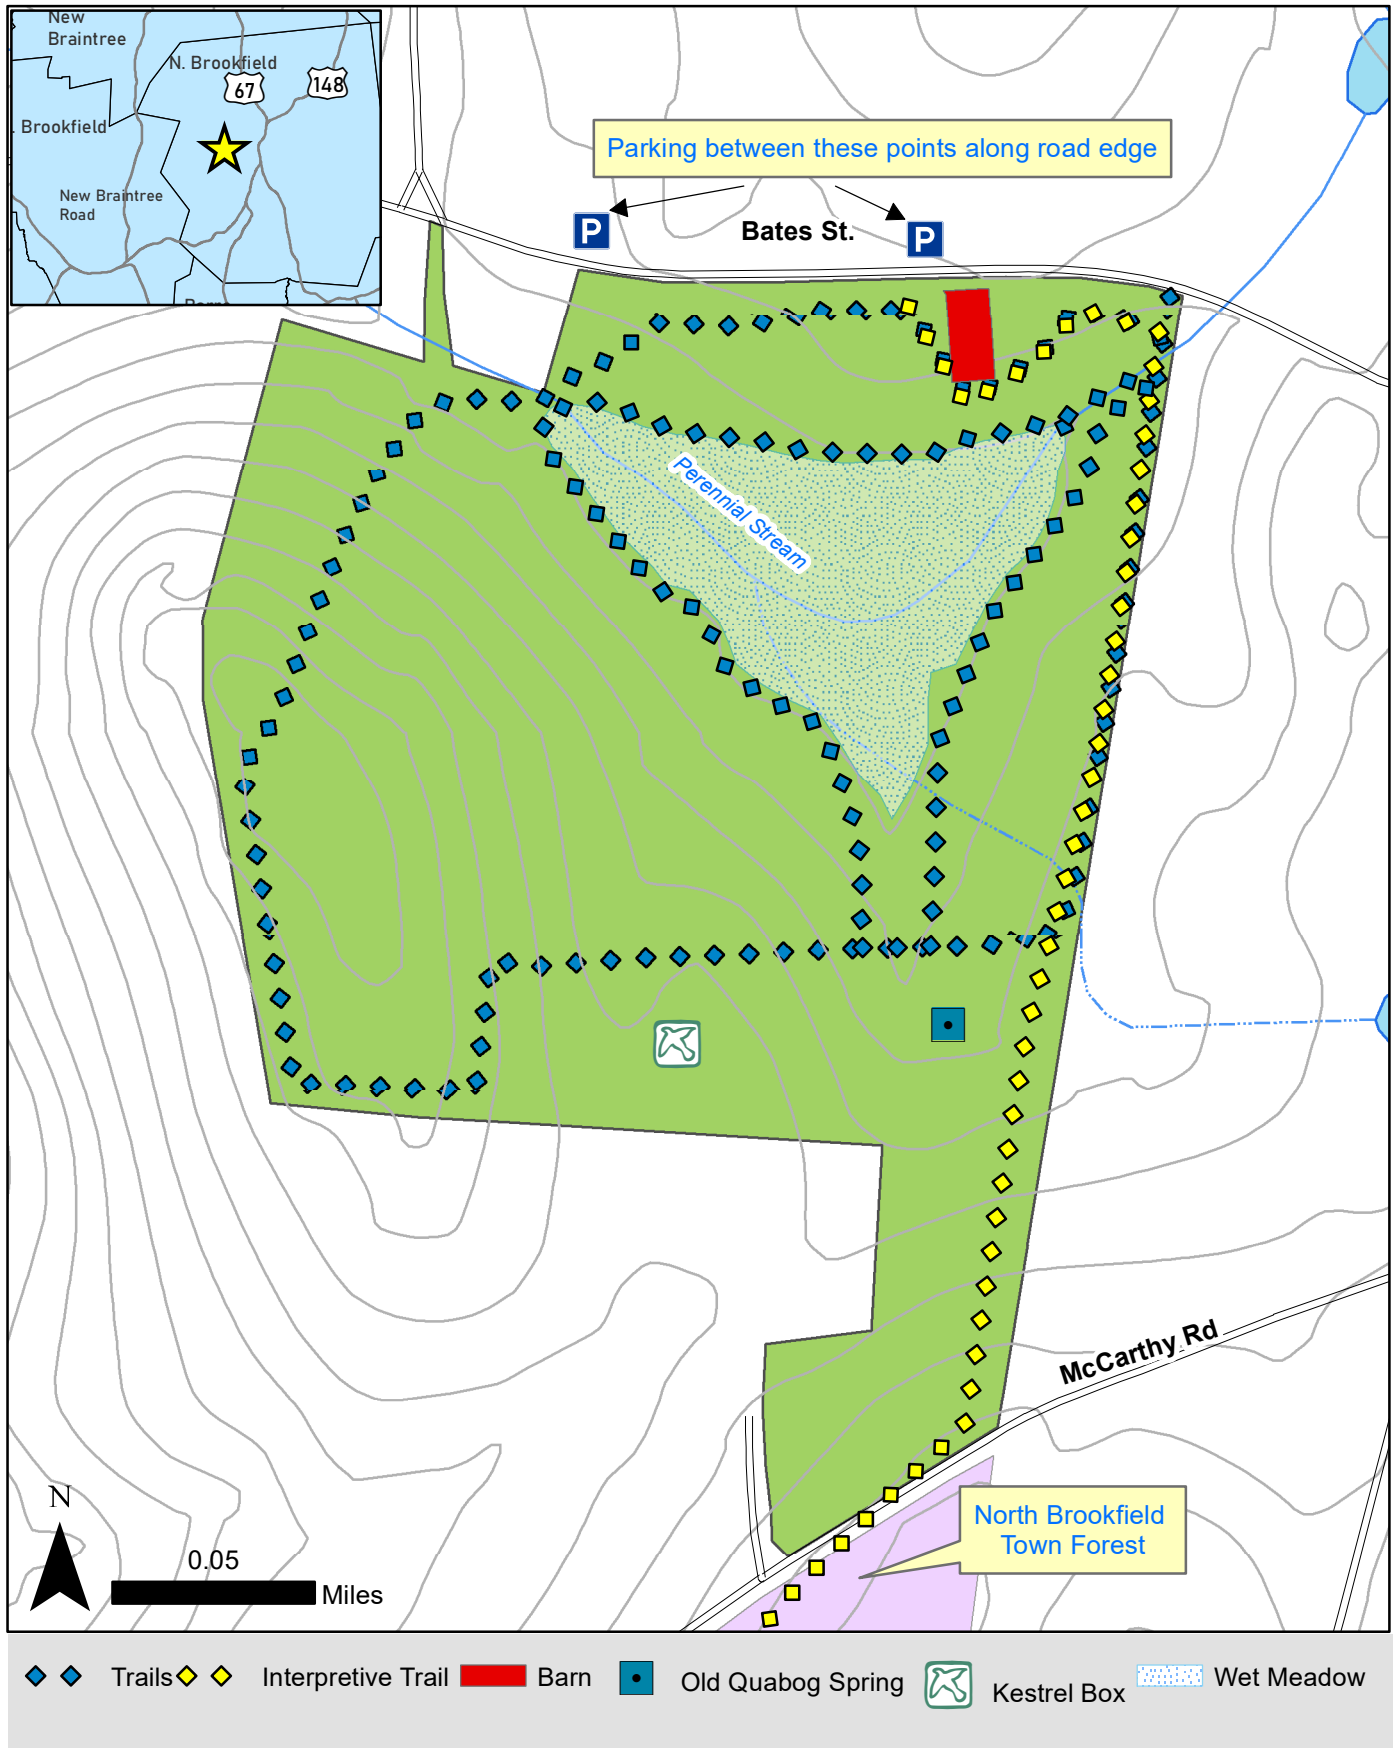 New
Braintree
N. Brookfield
67
148
. Brookfield
New Braintree
Road
Parking between these points along road edge
P
P
Bates St.
Perennial Stream
McCarthy Rd
North Brookfield
Town Forest
N
0.05
Miles
Trails
Interpretive Trail
Barn
Old Quabog Spring
Kestrel Box
Wet Meadow